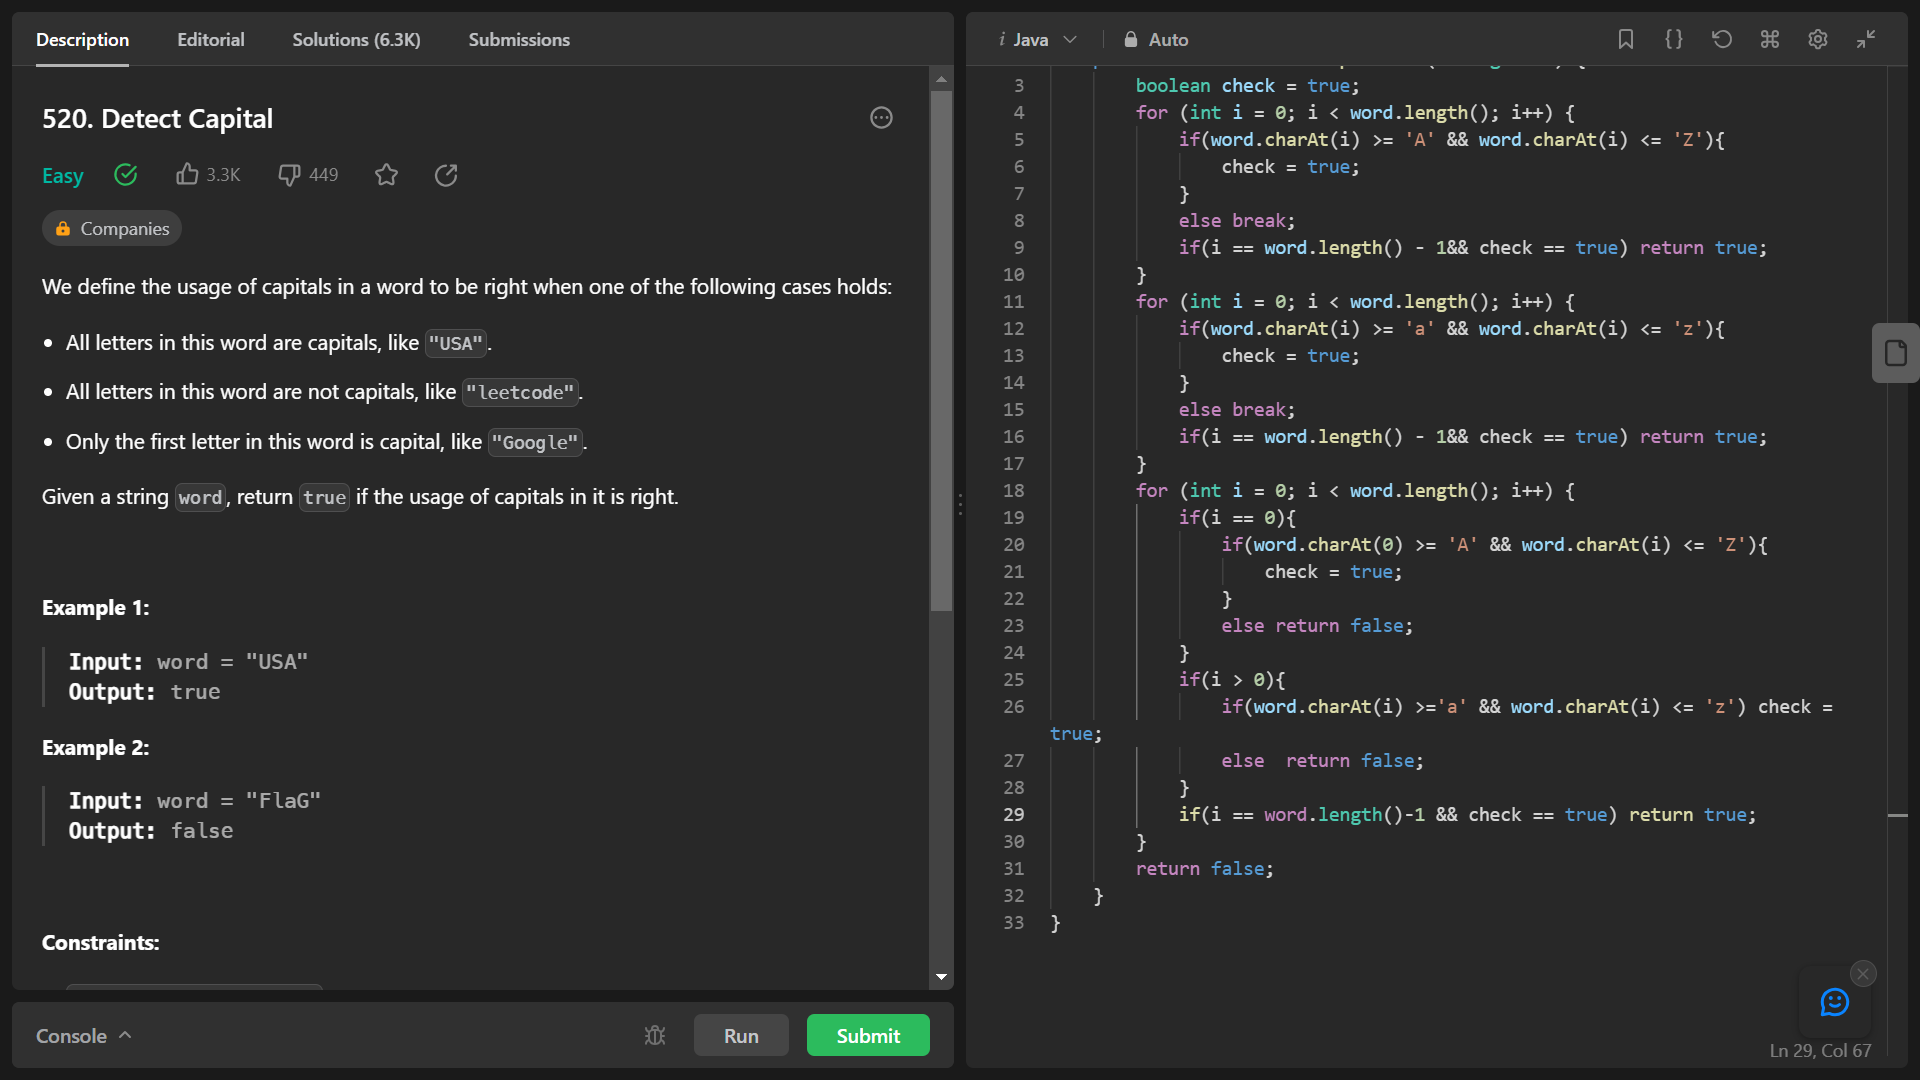 Description Editorial Solutions (6.3K) Submissions
520. Detect Capital
Easy 3.3K 449
Companies
We define the usage of capitals in a word to be right when one of the following cases holds:
• All letters in this word are capitals, like "USA".
• All letters in this word are not capitals, like "leetcode".
• Only the first letter in this word is capital, like "Google".
Given a string word, return true if the usage of capitals in it is right.
Example 1:
Input: word = "USA"
Output: true
Example 2:
Input: word = "FlaG"
Output: false
Constraints:
Console Run Submit
i Java Auto
3 boolean check = true;
4 for (int i = 0; i < word.length(); i++) {
5 if(word.charAt(i) >= 'A' && word.charAt(i) <= 'Z'){
6 check = true;
7 }
8 else break;
9 if(i == word.length() - 1&& check == true) return true;
10 }
11 for (int i = 0; i < word.length(); i++) {
12 if(word.charAt(i) >= 'a' && word.charAt(i) <= 'z'){
13 check = true;
14 }
15 else break;
16 if(i == word.length() - 1&& check == true) return true;
17 }
18 for (int i = 0; i < word.length(); i++) {
19 if(i == 0){
20 if(word.charAt(0) >= 'A' && word.charAt(i) <= 'Z'){
21 check = true;
22 }
23 else return false;
24 }
25 if(i > 0){
26 if(word.charAt(i) >='a' && word.charAt(i) <= 'z') check =
true;
27 else  return false;
28 }
29 if(i == word.length()-1 && check == true) return true;
30 }
31 return false;
32 }
33 }
Ln 29, Col 67